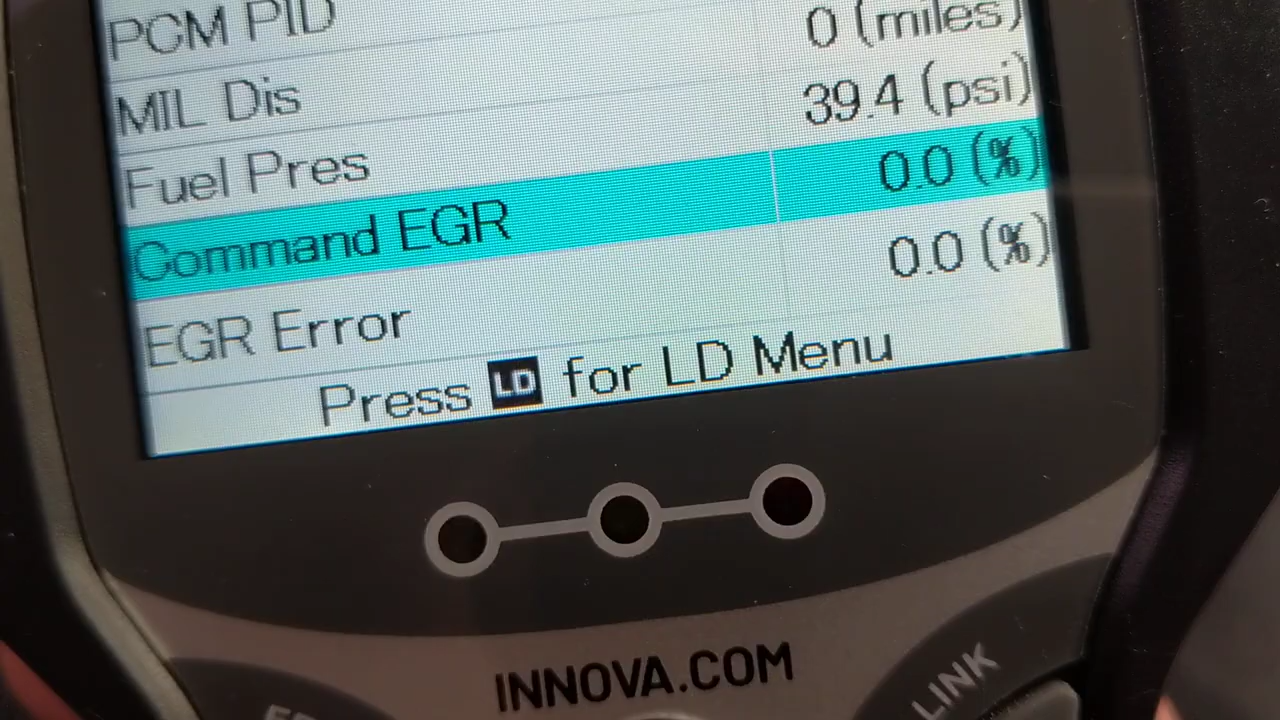 PCM PID
MIL Dis 0 (miles)
Fuel Pres 39.4 (psi)
Command EGR 0.0 (%)
EGR Error 0.0 (%)
Press LD for LD Menu
INNOVA.COM
LINK